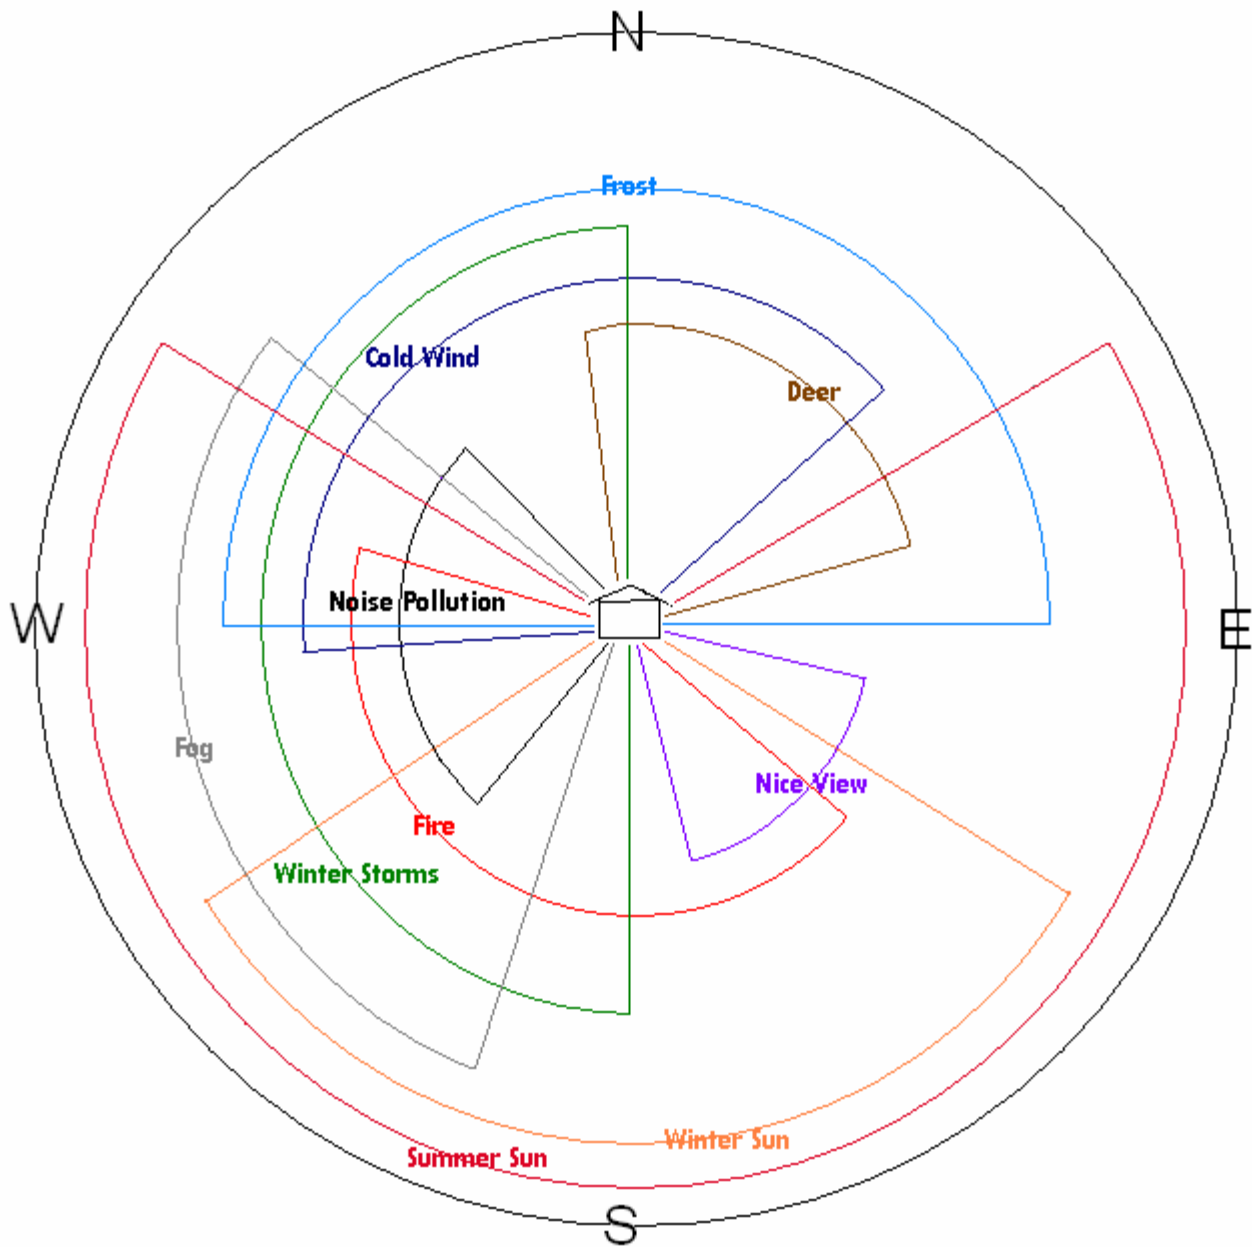 N
Frost
Cold Wind
Deer
Noise Pollution
W
E
Fog
Nice View
Fire
Winter Storms
Winter Sun
Summer Sun
S